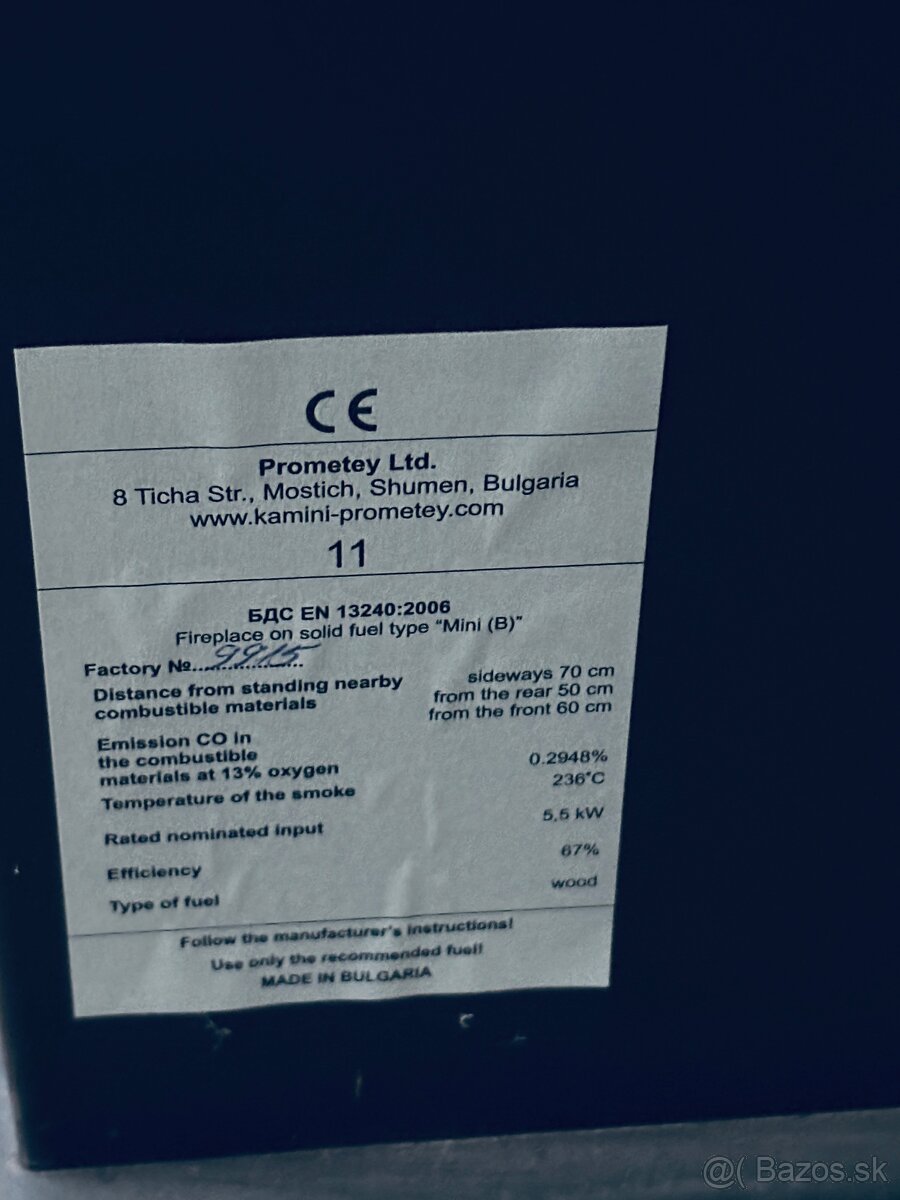 CE
Prometey Ltd.
8 Ticha Str., Mostich, Shumen, Bulgaria
www.kamini-prometey.com
11
БДС EN 13240:2006
Fireplace on solid fuel type "Mini (B)"
Factory №....9915....
Distance from standing nearby
combustible materials
sideways 70 cm
from the rear 50 cm
from the front 60 cm
Emission CO in
the combustible
materials at 13% oxygen
0.2948%
Temperature of the smoke
236°C
Rated nominated input
5,5 kW
Efficiency
67%
Type of fuel
wood
Follow the manufacturer's instructions!
Use only the recommended fuel!
MADE IN BULGARIA
@( Bazos.sk